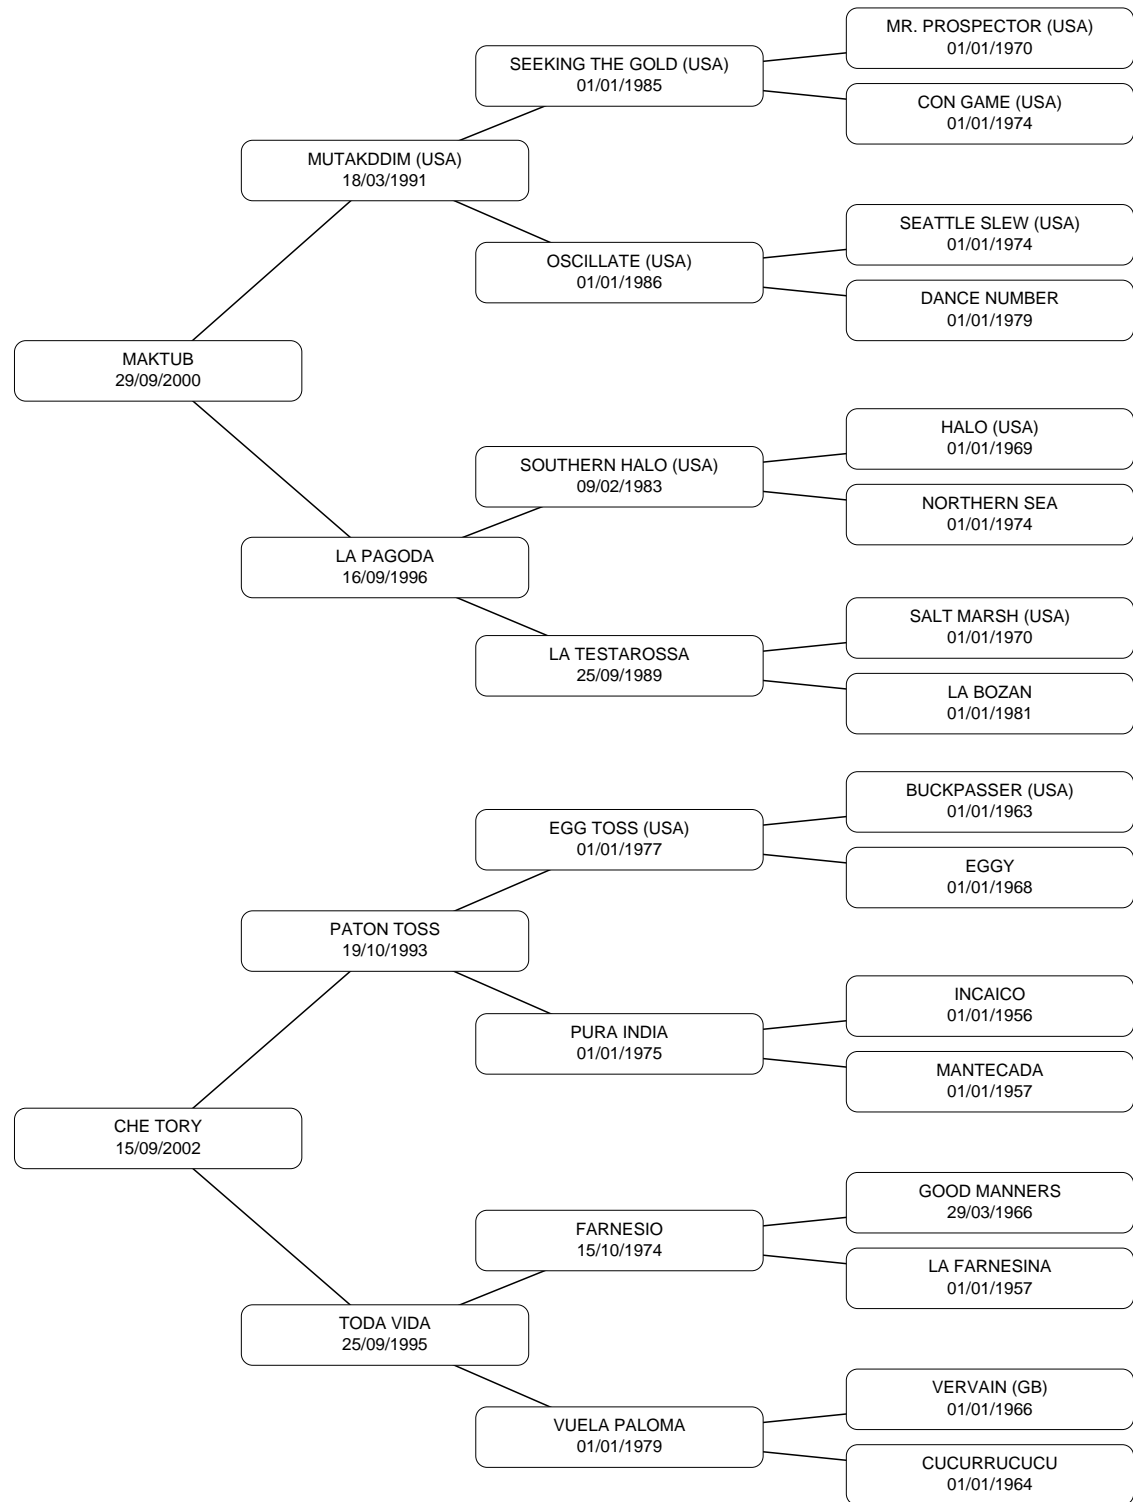 MR. PROSPECTOR (USA)
01/01/1970
SEEKING THE GOLD (USA)
01/01/1985
CON GAME (USA)
01/01/1974
MUTAKDDIM (USA)
18/03/1991
SEATTLE SLEW (USA)
01/01/1974
OSCILLATE (USA)
01/01/1986
DANCE NUMBER
01/01/1979
MAKTUB
29/09/2000
HALO (USA)
01/01/1969
SOUTHERN HALO (USA)
09/02/1983
NORTHERN SEA
01/01/1974
LA PAGODA
16/09/1996
SALT MARSH (USA)
01/01/1970
LA TESTAROSSA
25/09/1989
LA BOZAN
01/01/1981
BUCKPASSER (USA)
01/01/1963
EGG TOSS (USA)
01/01/1977
EGGY
01/01/1968
PATON TOSS
19/10/1993
INCAICO
01/01/1956
PURA INDIA
01/01/1975
MANTECADA
01/01/1957
CHE TORY
15/09/2002
GOOD MANNERS
29/03/1966
FARNESIO
15/10/1974
LA FARNESINA
01/01/1957
TODA VIDA
25/09/1995
VERVAIN (GB)
01/01/1966
VUELA PALOMA
01/01/1979
CUCURRUCUCU
01/01/1964